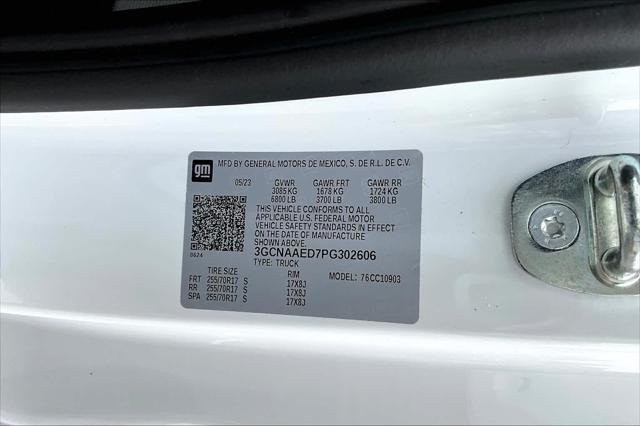 gm
MFD BY GENERAL MOTORS DE MEXICO, S. DE R.L. DE C.V.
05/23 GVWR GAWR FRT GAWR RR
3085 KG 1678 KG 1724 KG
6800 LB 3700 LB 3800 LB
THIS VEHICLE CONFORMS TO ALL
APPLICABLE U.S. FEDERAL MOTOR
VEHICLE SAFETY STANDARDS IN EFFECT
ON THE DATE OF MANUFACTURE
SHOWN ABOVE.
0624 3GCNAAED7PG302606
TYPE: TRUCK
TIRE SIZE RIM MODEL: 76CC10903
FRT 255/70R17 S 17X8J
RR 255/70R17 S 17X8J
SPA 255/70R17 S 17X8J